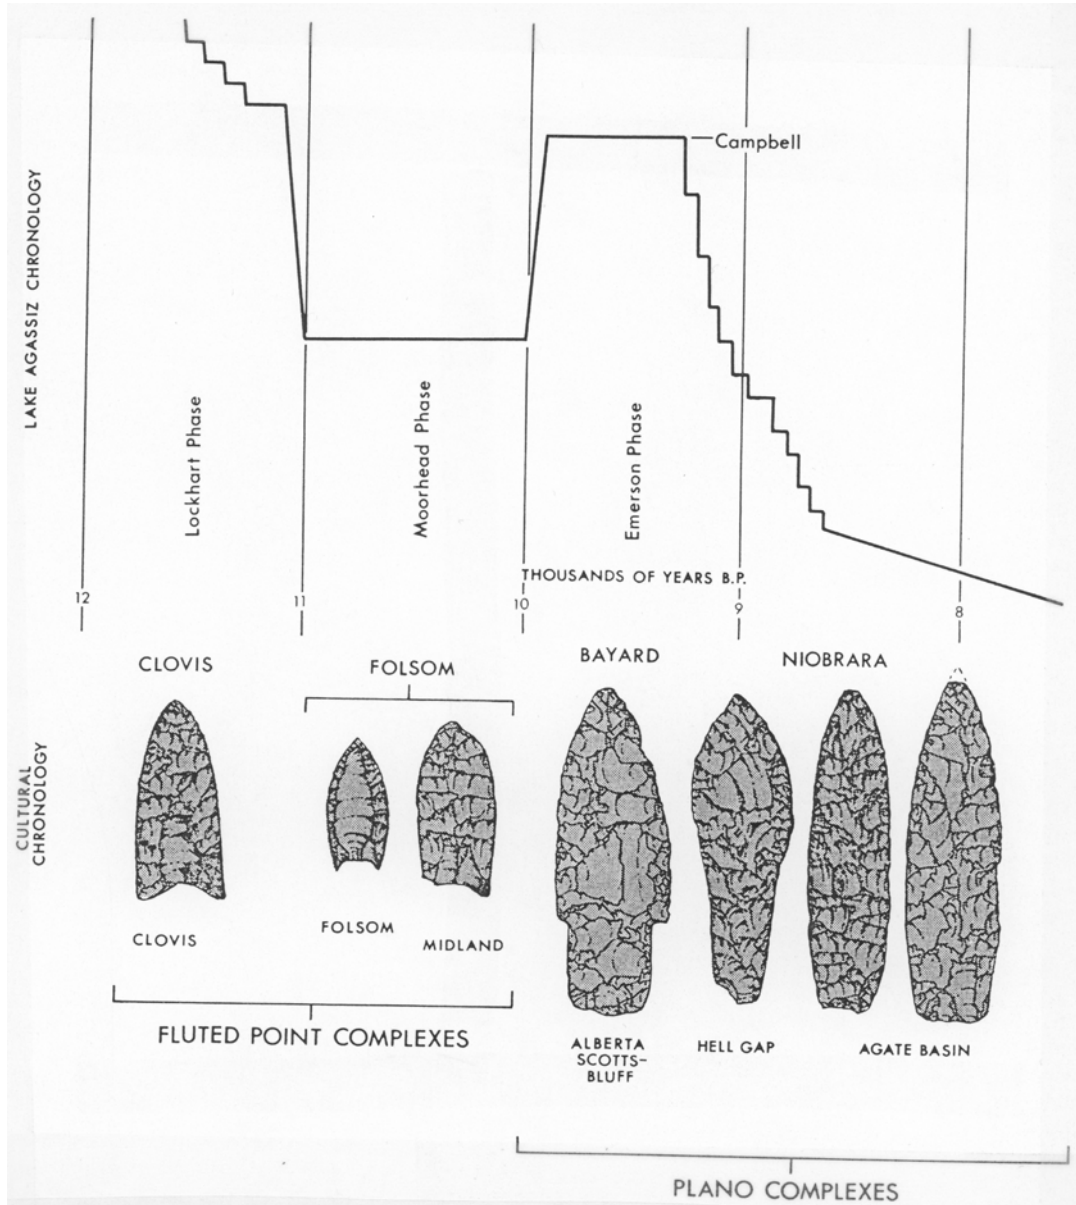 Campbell
LAKE AGASSIZ CHRONOLOGY
Lockhart Phase
Moorhead Phase
Emerson Phase
THOUSANDS OF YEARS B.P.
12
11
10
9
8
CLOVIS
FOLSOM
BAYARD
NIOBRARA
CULTURAL
CHRONOLOGY
CLOVIS
FOLSOM
MIDLAND
FLUTED POINT COMPLEXES
ALBERTA
SCOTTS-
BLUFF
HELL GAP
AGATE BASIN
PLANO COMPLEXES